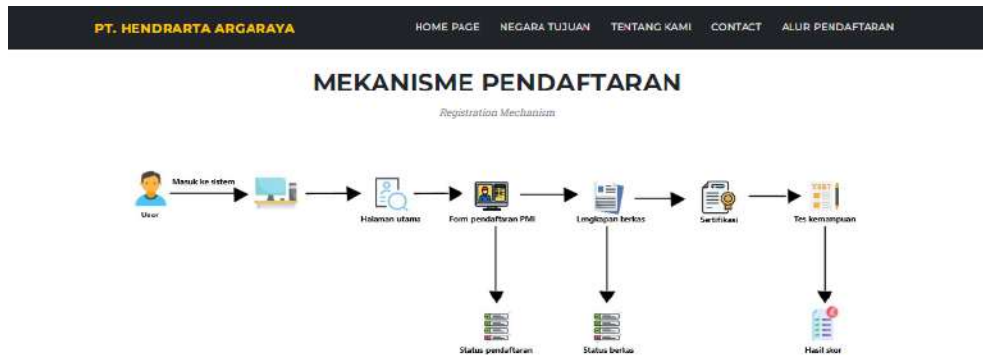 PT. HENDRARTA ARGARAYA
HOME PAGE NEGARA TUJUAN TENTANG KAMI CONTACT ALUR PENDAFTARAN
MEKANISME PENDAFTARAN
Registration Mechanism
Masuk ke sistem
TEST
User
Halaman utama
Form pendaftaran PMI
Lengkapan berkas
Sertifikasi
Tes kemampuan
Status pendaftaran
Status berkas
Hasil skor